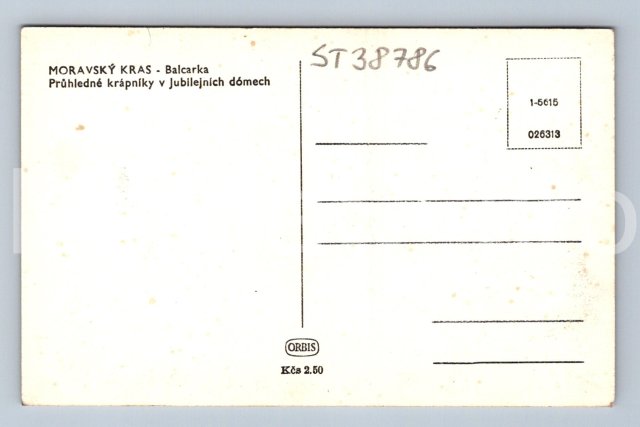 MORAVSKÝ KRAS - Balcarka
Průhledné krápníky v Jubilejních dómech
ST38786
1-5615
026313
ORBIS
Kčs 2.50